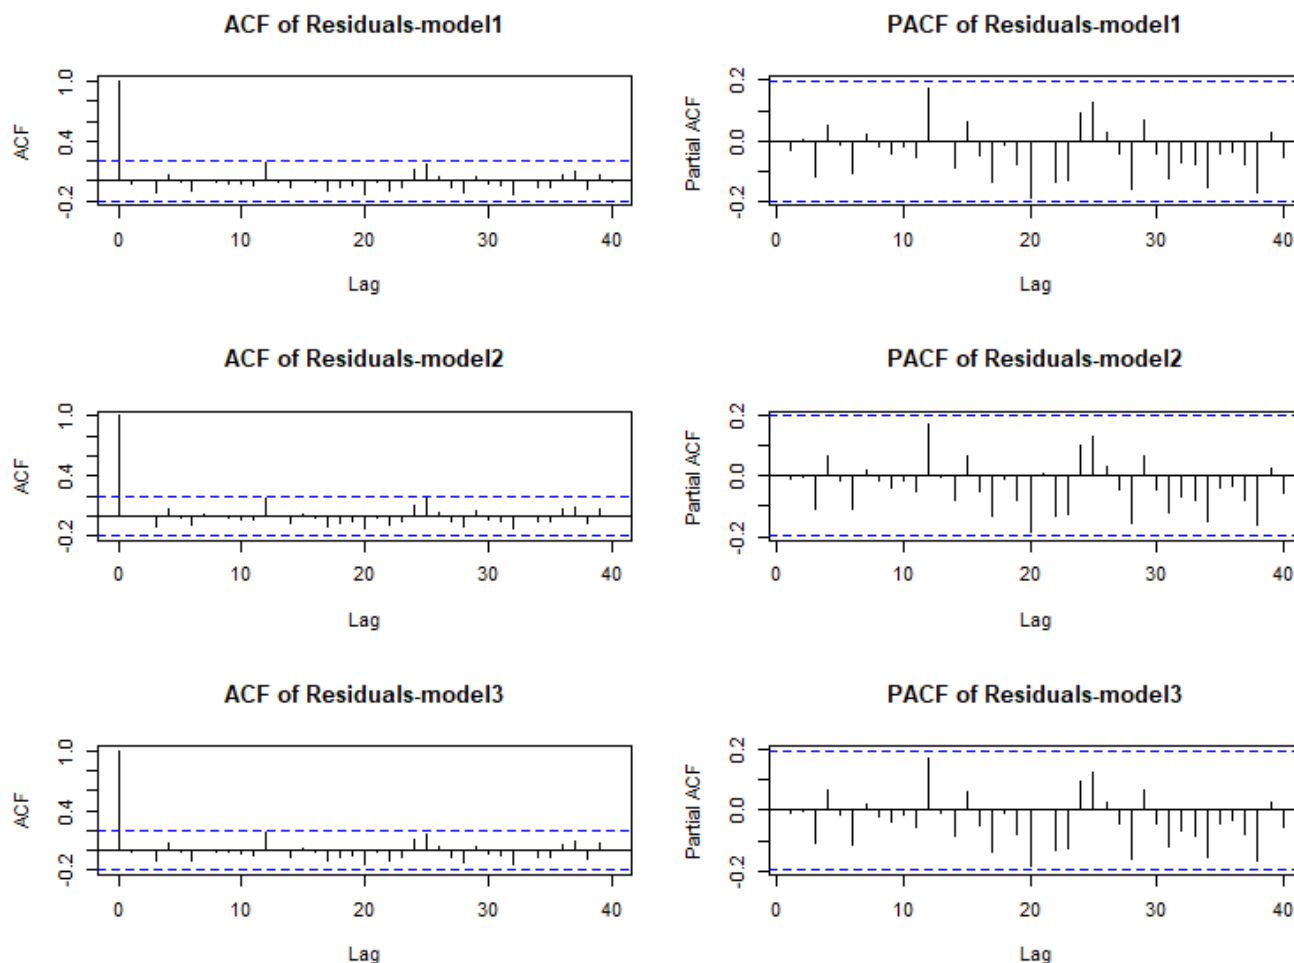 ACF of Residuals-model1
ACF
-0.2 0.4 1.0
0 10 20 30 40
Lag
PACF of Residuals-model1
Partial ACF
-0.2 0.0 0.2
0 10 20 30 40
Lag
ACF of Residuals-model2
ACF
-0.2 0.4 1.0
0 10 20 30 40
Lag
PACF of Residuals-model2
Partial ACF
-0.2 0.0 0.2
0 10 20 30 40
Lag
ACF of Residuals-model3
ACF
-0.2 0.4 1.0
0 10 20 30 40
Lag
PACF of Residuals-model3
Partial ACF
-0.2 0.0 0.2
0 10 20 30 40
Lag